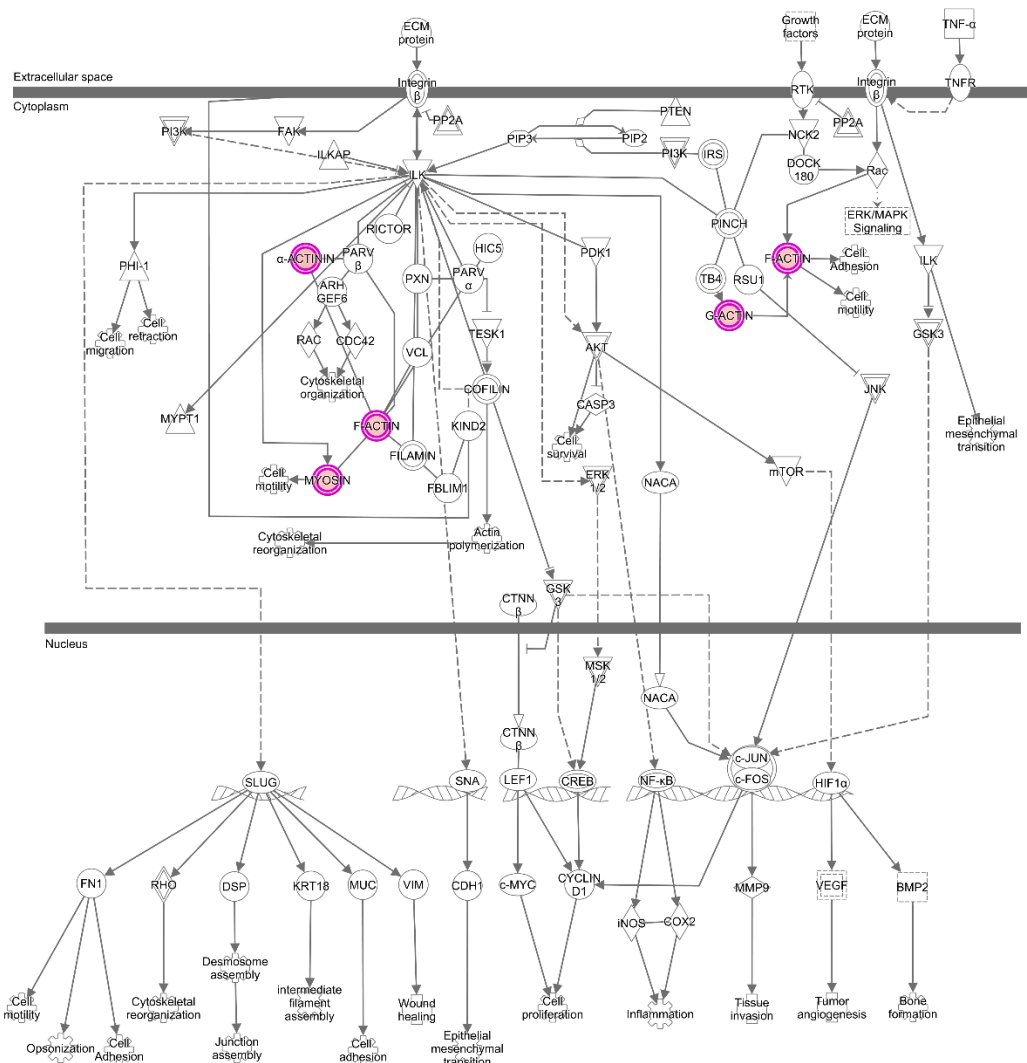 ECM
protein
Growth
factors
ECM
protein
TNF-α
Extracellular space
Cytoplasm
Integrin
β
RTK
Integrin
β
TNFR
PI3K
FAK
PP2A
PTEN
NCK2
PP2A
ILKAP
PIP3
PIP2
PI3K
IRS
DOCK
180
Rac
ILK
ERK/MAPK
Signaling
PINCH
RICTOR
HIC5
α-ACTININ
PARV
β
PHI-1
PXN
PARV
α
PDK1
F-ACTIN
Cell
Adhesion
ILK
TB4
RSU1
ARH
GEF6
Cell
motility
G-ACTIN
TESK1
Cell
migration
Cell
retraction
RAC
CDC42
VCL
AKT
GSK3
Cytoskeletal
organization
COFILIN
JNK
CASP3
MYPT1
F-ACTIN
KIND2
Cell
survival
Epithelial
mesenchymal
transition
FILAMIN
Cell
motility
MYOSIN
FBLIM1
ERK
1/2
NACA
mTOR
Cytoskeletal
reorganization
Actin
polymerization
CTNN
β
GSK
3
Nucleus
MSK
1/2
NACA
CTNN
β
c-JUN
c-FOS
SLUG
SNA
LEF1
CREB
NF-κB
HIF1α
FN1
RHO
DSP
KRT18
MUC
VIM
CDH1
c-MYC
CYCLIN
D1
MMP9
VEGF
BMP2
iNOS
COX2
Desmosome
assembly
Cell
motility
Opsonization
Cell
Adhesion
Cytoskeletal
reorganization
Junction
assembly
intermediate
filament
assembly
Cell
adhesion
Wound
healing
Epithelial
mesenchymal
transition
Cell
proliferation
Inflammation
Tissue
invasion
Tumor
angiogenesis
Bone
formation